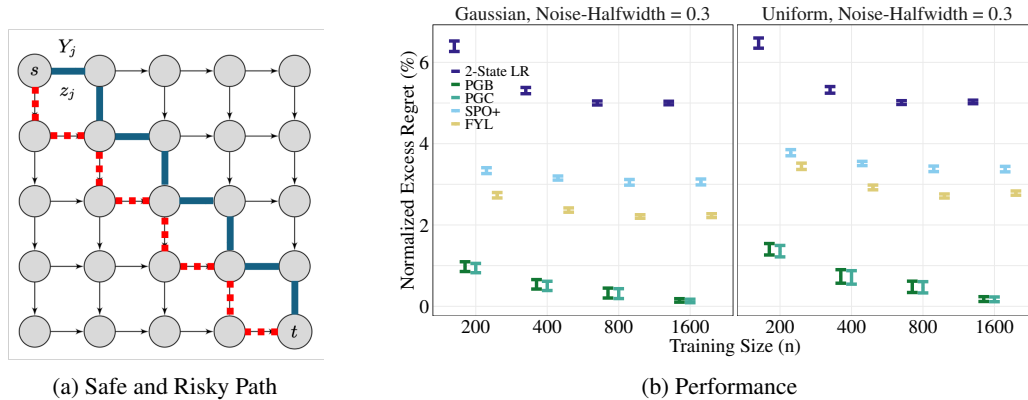 s
Y_j
z_j
t
(a) Safe and Risky Path
Gaussian, Noise-Halfwidth = 0.3
Uniform, Noise-Halfwidth = 0.3
Normalized Excess Regret (%)
6
4
2
0
2-State LR
PGB
PGC
SPO+
FYL
200
400
800
1600
200
400
800
1600
Training Size (n)
(b) Performance